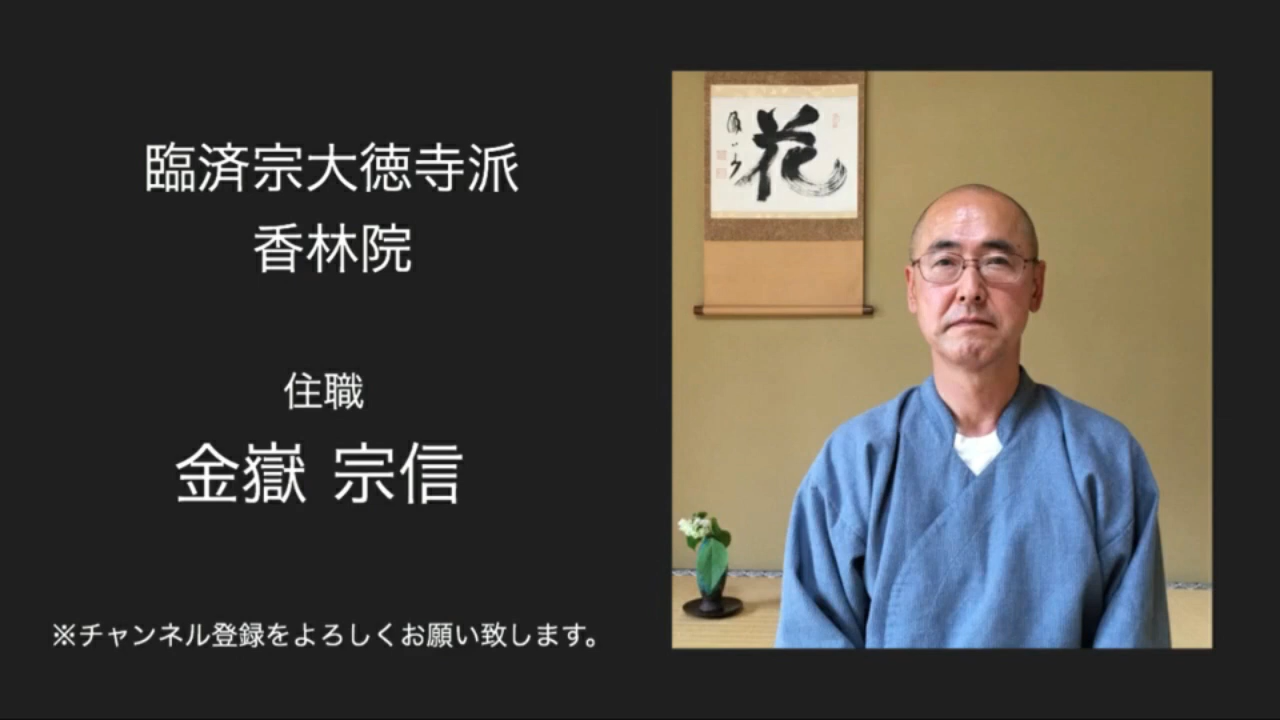 臨済宗大徳寺派
香林院
住職
金嶽 宗信
※チャンネル登録をよろしくお願い致します。
花